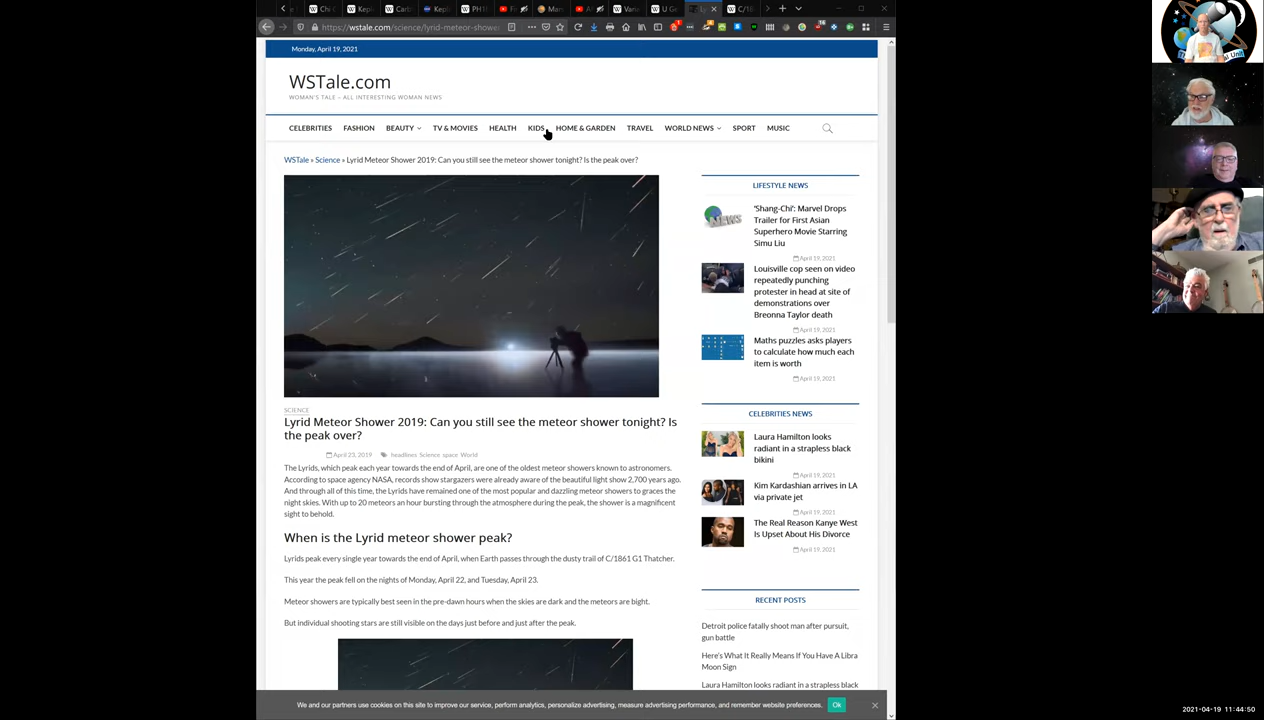 Chi C
Kepl
Carb
Kepl
PH1
Fi
Mars
Al
Varia
U Ge
Ly
C/18
https://wstale.com/science/lyrid-meteor-shower
Monday, April 19, 2021
WSTale.com
WOMAN'S TALE – ALL INTERESTING WOMAN NEWS
CELEBRITIES FASHION BEAUTY TV & MOVIES HEALTH KIDS HOME & GARDEN TRAVEL WORLD NEWS SPORT MUSIC
WSTale » Science » Lyrid Meteor Shower 2019: Can you still see the meteor shower tonight? Is the peak over?
SCIENCE
Lyrid Meteor Shower 2019: Can you still see the meteor shower tonight? Is
the peak over?
April 23, 2019 headlines Science space World
The Lyrids, which peak each year towards the end of April, are one of the oldest meteor showers known to astronomers.
According to space agency NASA, records show stargazers were already aware of the beautiful light show 2,700 years ago.
And through all of this time, the Lyrids have remained one of the most popular and dazzling meteor showers to graces the
night skies. With up to 20 meteors an hour bursting through the atmosphere during the peak, the shower is a magnificent
sight to behold.
When is the Lyrid meteor shower peak?
Lyrids peak every single year towards the end of April, when Earth passes through the dusty trail of C/1861 G1 Thatcher.
This year the peak fell on the nights of Monday, April 22, and Tuesday, April 23.
Meteor showers are typically best seen in the pre-dawn hours when the skies are dark and the meteors are bight.
But individual shooting stars are still visible on the days just before and just after the peak.
LIFESTYLE NEWS
NEWS
'Shang-Chi': Marvel Drops
Trailer for First Asian
Superhero Movie Starring
Simu Liu
April 19, 2021
Louisville cop seen on video
repeatedly punching
protester in head at site of
demonstrations over
Breonna Taylor death
April 19, 2021
Maths puzzles asks players
to calculate how much each
item is worth
April 19, 2021
CELEBRITIES NEWS
Laura Hamilton looks
radiant in a strapless black
bikini
April 19, 2021
Kim Kardashian arrives in LA
via private jet
April 19, 2021
The Real Reason Kanye West
Is Upset About His Divorce
April 19, 2021
RECENT POSTS
Detroit police fatally shoot man after pursuit,
gun battle
Here's What It Really Means If You Have A Libra
Moon Sign
Laura Hamilton looks radiant in a strapless black
We and our partners use cookies on this site to improve our service, perform analytics, personalize advertising, measure advertising performance, and remember website preferences. Ok
2021-04-19 11:44:50